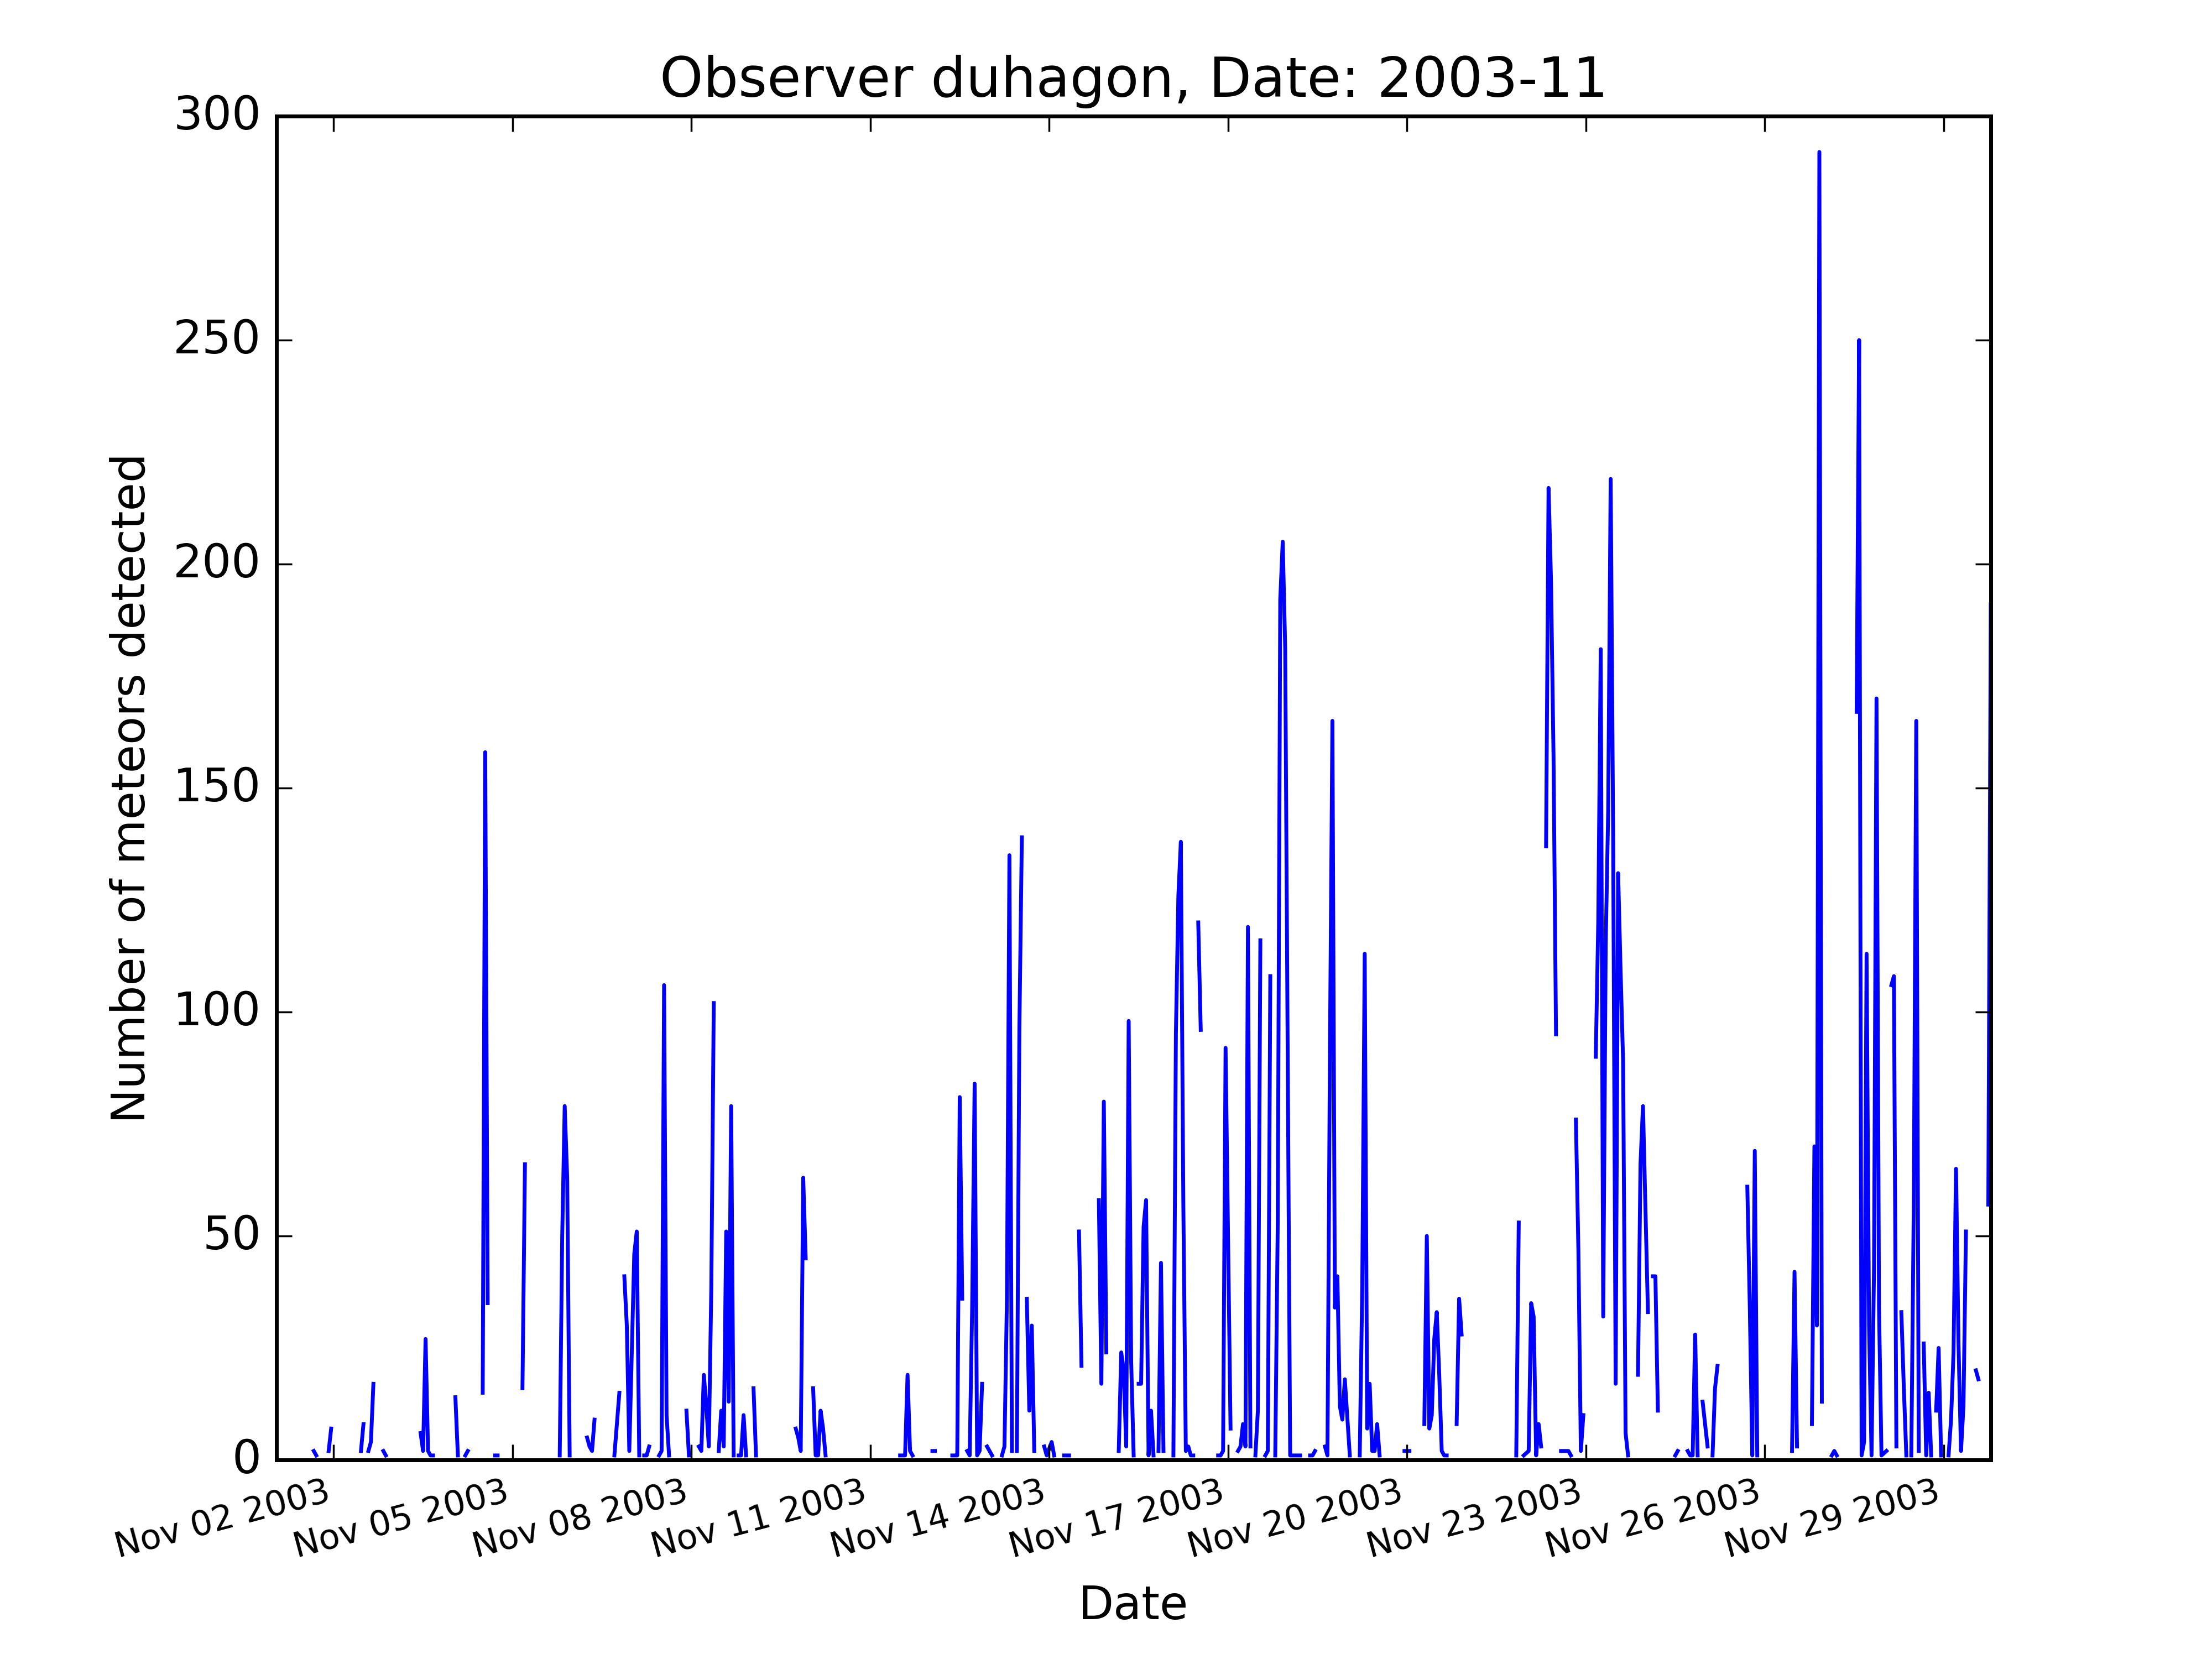 Observer duhagon, Date: 2003-11
300
250
200
150
100
50
0
Number of meteors detected
Nov 02 2003
Nov 05 2003
Nov 08 2003
Nov 11 2003
Nov 14 2003
Nov 17 2003
Nov 20 2003
Nov 23 2003
Nov 26 2003
Nov 29 2003
Date